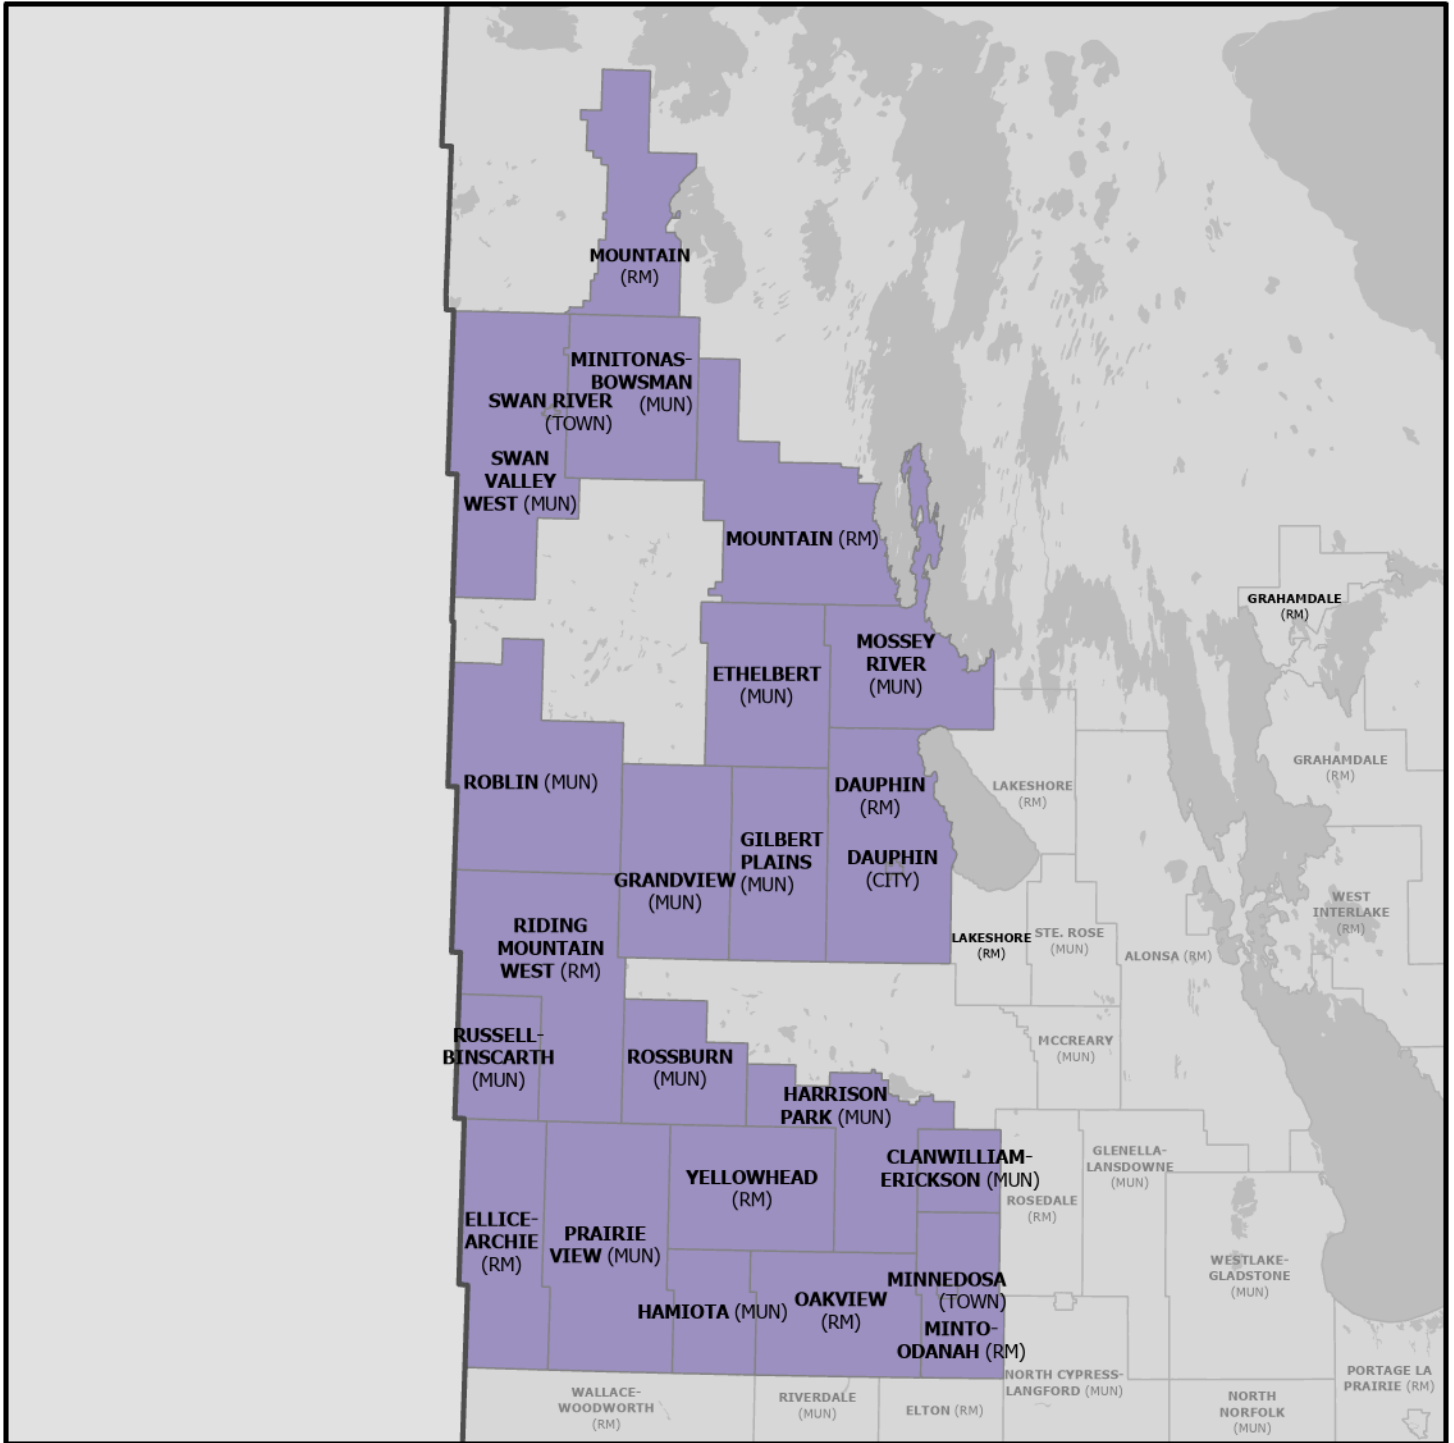 MOUNTAIN
(RM)
MINITONAS-
BOWSMAN
(MUN)
SWAN RIVER
(TOWN)
SWAN
VALLEY
WEST (MUN)
MOUNTAIN (RM)
GRAHAMDALE
(RM)
MOSSEY
RIVER
(MUN)
ETHELBERT
(MUN)
GRAHAMDALE
(RM)
ROBLIN (MUN)
DAUPHIN
(RM)
LAKESHORE
(RM)
GILBERT
PLAINS
(MUN)
DAUPHIN
(CITY)
GRANDVIEW
(MUN)
WEST
INTERLAKE
(RM)
RIDING
MOUNTAIN
WEST (RM)
LAKESHORE
(RM)
STE. ROSE
(MUN)
ALONSA (RM)
RUSSELL-
BINSCARTH
(MUN)
ROSSBURN
(MUN)
MCCREARY
(MUN)
HARRISON
PARK (MUN)
CLANWILLIAM-
ERICKSON (MUN)
GLENELLA-
LANSDOWNE
(MUN)
YELLOWHEAD
(RM)
ROSEDALE
(RM)
ELLICE-
ARCHIE
(RM)
PRAIRIE
VIEW (MUN)
WESTLAKE-
GLADSTONE
(MUN)
MINNEDOSA
(TOWN)
HAMIOTA (MUN)
OAKVIEW
(RM)
MINTO-
ODANAH (RM)
NORTH CYPRESS-
LANGFORD (MUN)
PORTAGE LA
PRAIRIE (RM)
WALLACE-
WOODWORTH
(RM)
RIVERDALE
(MUN)
ELTON (RM)
NORTH
NORFOLK
(MUN)